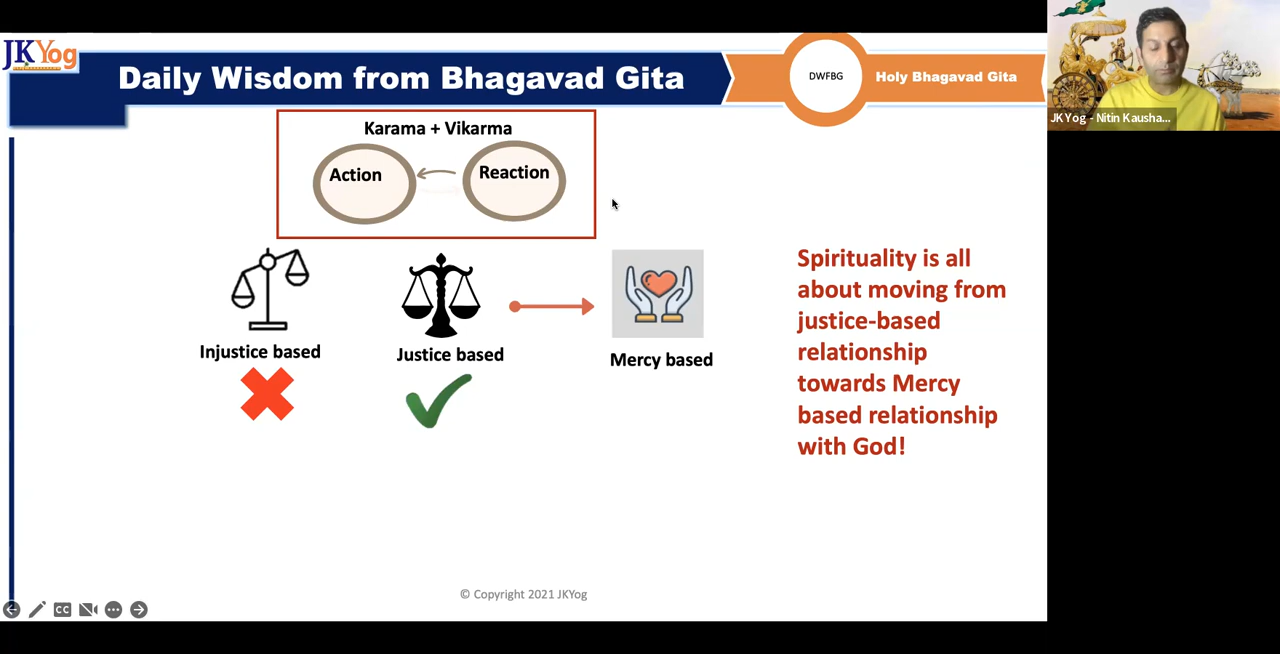 JKYog
Daily Wisdom from Bhagavad Gita
DWFBG
Holy Bhagavad Gita
JKYog - Nitin Kausha...
Karama + Vikarma
Action
Reaction
Injustice based
Justice based
Mercy based
Spirituality is all
about moving from
justice-based
relationship
towards Mercy
based relationship
with God!
© Copyright 2021 JKYog
CC